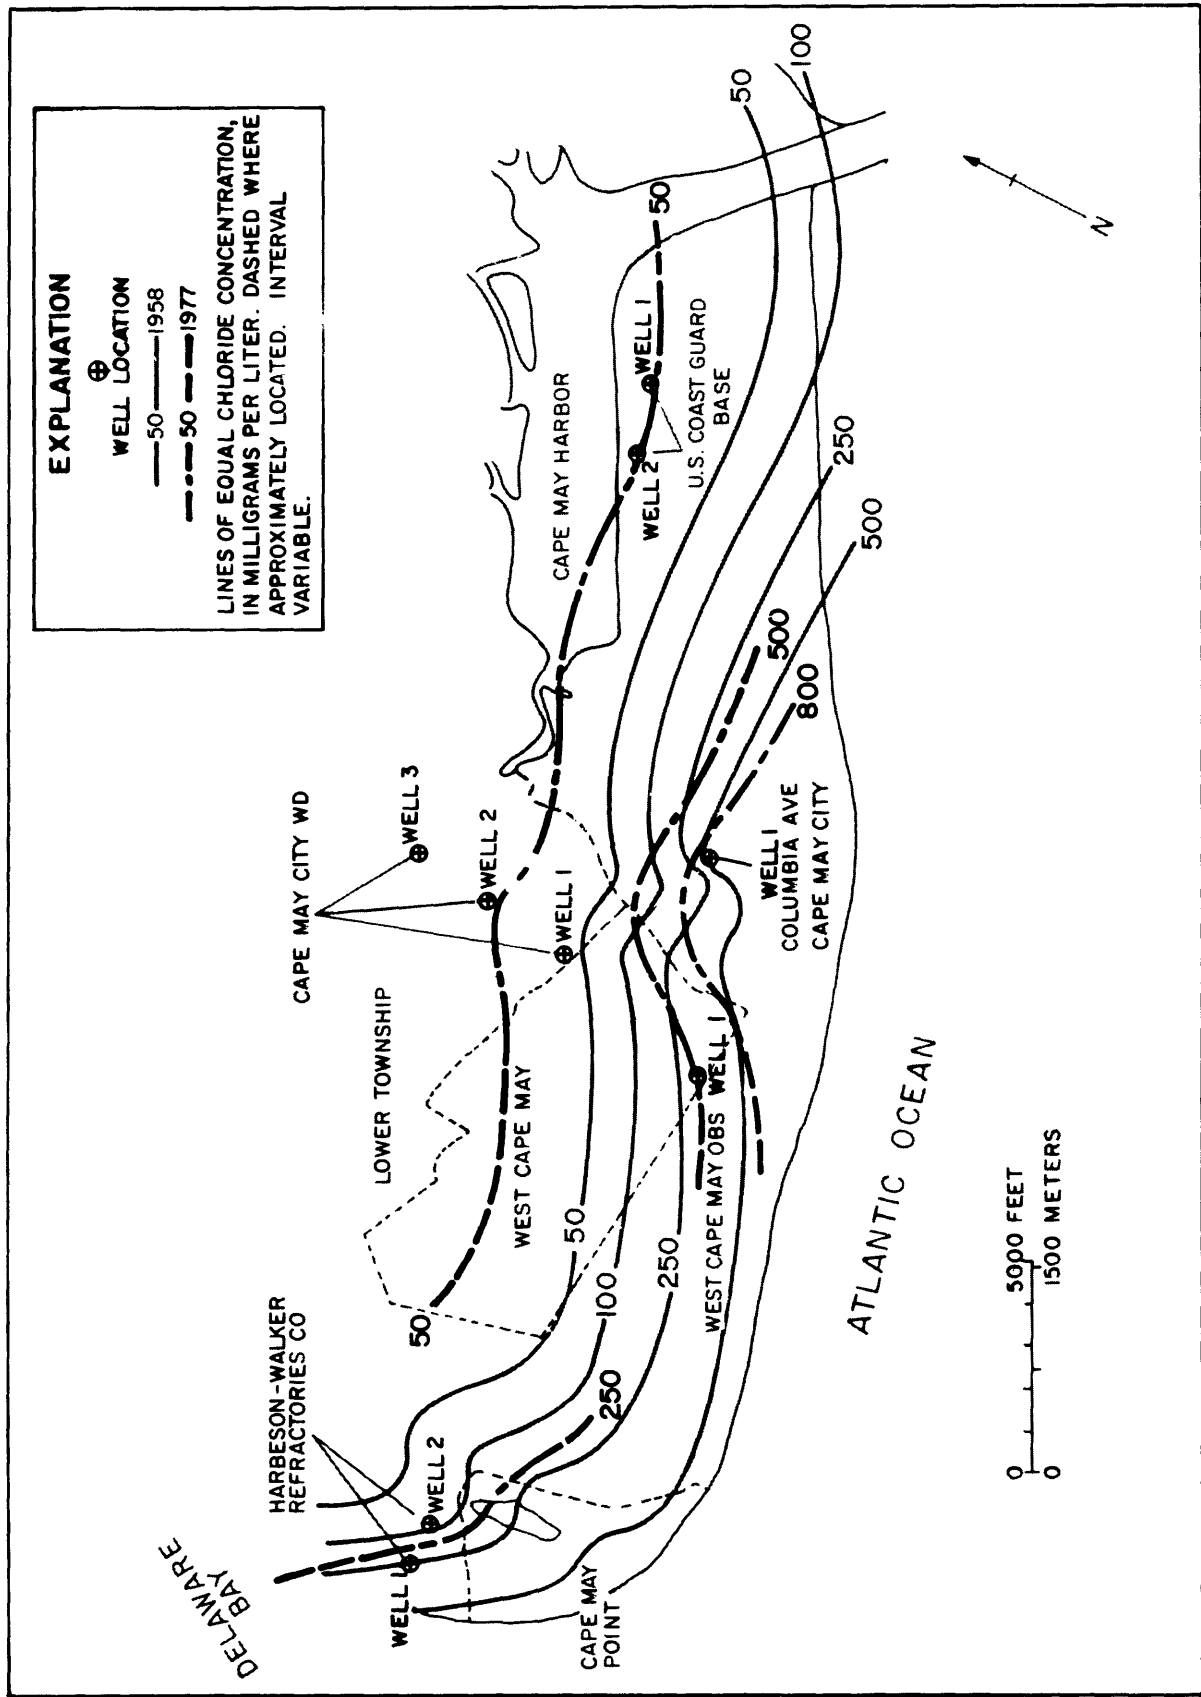 EXPLANATION
WELL LOCATION
50
1958
50
1977
LINES OF EQUAL CHLORIDE CONCENTRATION,
IN MILLIGRAMS PER LITER. DASHED WHERE
APPROXIMATELY LOCATED. INTERVAL
VARIABLE.
DELAWARE
BAY
HARBESON-WALKER
REFRACTORIES CO
WELL 1
WELL 2
CAPE MAY
POINT
LOWER TOWNSHIP
WEST CAPE MAY
CAPE MAY CITY WD
WELL 3
WELL 2
WELL 1
CAPE MAY HARBOR
WELL 2
WELL 1
U.S. COAST GUARD
BASE
WEST CAPE MAY OBS WELL 1
WELL 1
COLUMBIA AVE
CAPE MAY CITY
50
50
100
250
250
50
50
100
250
500
500
800
ATLANTIC OCEAN
0
5000 FEET
0
1500 METERS
N